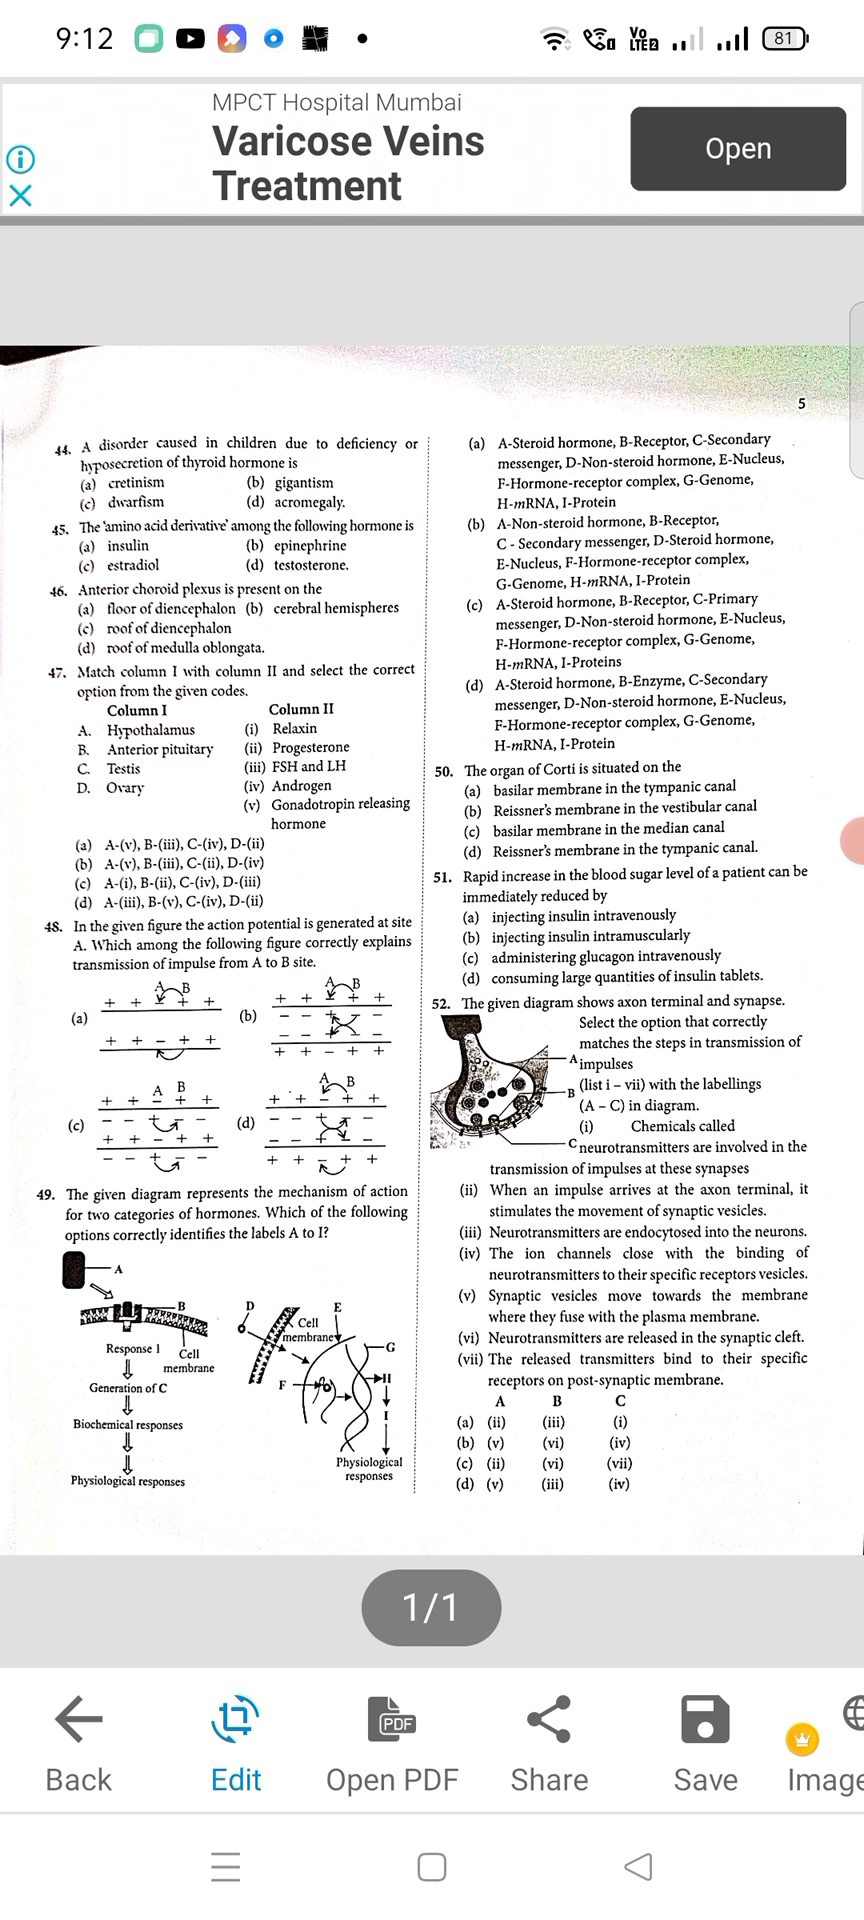 9:12
Vo
LTE2
81
MPCT Hospital Mumbai
Varicose Veins
Treatment
Open
5
44. A disorder caused in children due to deficiency or
hyposecretion of thyroid hormone is
(a) cretinism (b) gigantism
(c) dwarfism (d) acromegaly.
45. The 'amino acid derivative' among the following hormone is
(a) insulin (b) epinephrine
(c) estradiol (d) testosterone.
46. Anterior choroid plexus is present on the
(a) floor of diencephalon (b) cerebral hemispheres
(c) roof of diencephalon
(d) roof of medulla oblongata.
47. Match column I with column II and select the correct
option from the given codes.
Column I Column II
A. Hypothalamus (i) Relaxin
B. Anterior pituitary (ii) Progesterone
C. Testis (iii) FSH and LH
D. Ovary (iv) Androgen
(v) Gonadotropin releasing
hormone
(a) A-(v), B-(iii), C-(iv), D-(ii)
(b) A-(v), B-(iii), C-(ii), D-(iv)
(c) A-(i), B-(ii), C-(iv), D-(iii)
(d) A-(iii), B-(v), C-(iv), D-(ii)
48. In the given figure the action potential is generated at site
A. Which among the following figure correctly explains
transmission of impulse from A to B site.
A B
+ + – + +
(a)
+ + – + +
A B
+ + – + +
(b)
– – + – –
– – + – –
+ + – + +
A B
+ + – + +
(c)
– – + – –
+ + – + +
– – + – –
A B
+ + – + +
(d)
– – + – –
– – + + –
+ + – + +
49. The given diagram represents the mechanism of action
for two categories of hormones. Which of the following
options correctly identifies the labels A to I?
A
B
Response 1
Cell
membrane
Generation of C
Biochemical responses
Physiological responses
D
E
Cell
membrane
G
F
H
I
Physiological
responses
(a) A-Steroid hormone, B-Receptor, C-Secondary
messenger, D-Non-steroid hormone, E-Nucleus,
F-Hormone-receptor complex, G-Genome,
H-mRNA, I-Protein
(b) A-Non-steroid hormone, B-Receptor,
C - Secondary messenger, D-Steroid hormone,
E-Nucleus, F-Hormone-receptor complex,
G-Genome, H-mRNA, I-Protein
(c) A-Steroid hormone, B-Receptor, C-Primary
messenger, D-Non-steroid hormone, E-Nucleus,
F-Hormone-receptor complex, G-Genome,
H-mRNA, I-Proteins
(d) A-Steroid hormone, B-Enzyme, C-Secondary
messenger, D-Non-steroid hormone, E-Nucleus,
F-Hormone-receptor complex, G-Genome,
H-mRNA, I-Protein
50. The organ of Corti is situated on the
(a) basilar membrane in the tympanic canal
(b) Reissner's membrane in the vestibular canal
(c) basilar membrane in the median canal
(d) Reissner's membrane in the tympanic canal.
51. Rapid increase in the blood sugar level of a patient can be
immediately reduced by
(a) injecting insulin intravenously
(b) injecting insulin intramuscularly
(c) administering glucagon intravenously
(d) consuming large quantities of insulin tablets.
52. The given diagram shows axon terminal and synapse.
Select the option that correctly
matches the steps in transmission of
A impulses
B (list i – vii) with the labellings
(A – C) in diagram.
(i) Chemicals called
C neurotransmitters are involved in the
transmission of impulses at these synapses
(ii) When an impulse arrives at the axon terminal, it
stimulates the movement of synaptic vesicles.
(iii) Neurotransmitters are endocytosed into the neurons.
(iv) The ion channels close with the binding of
neurotransmitters to their specific receptors vesicles.
(v) Synaptic vesicles move towards the membrane
where they fuse with the plasma membrane.
(vi) Neurotransmitters are released in the synaptic cleft.
(vii) The released transmitters bind to their specific
receptors on post-synaptic membrane.
A B C
(a) (ii) (iii) (i)
(b) (v) (vi) (iv)
(c) (ii) (vi) (vii)
(d) (v) (iii) (iv)
1/1
PDF
Back
Edit
Open PDF
Share
Save
Image